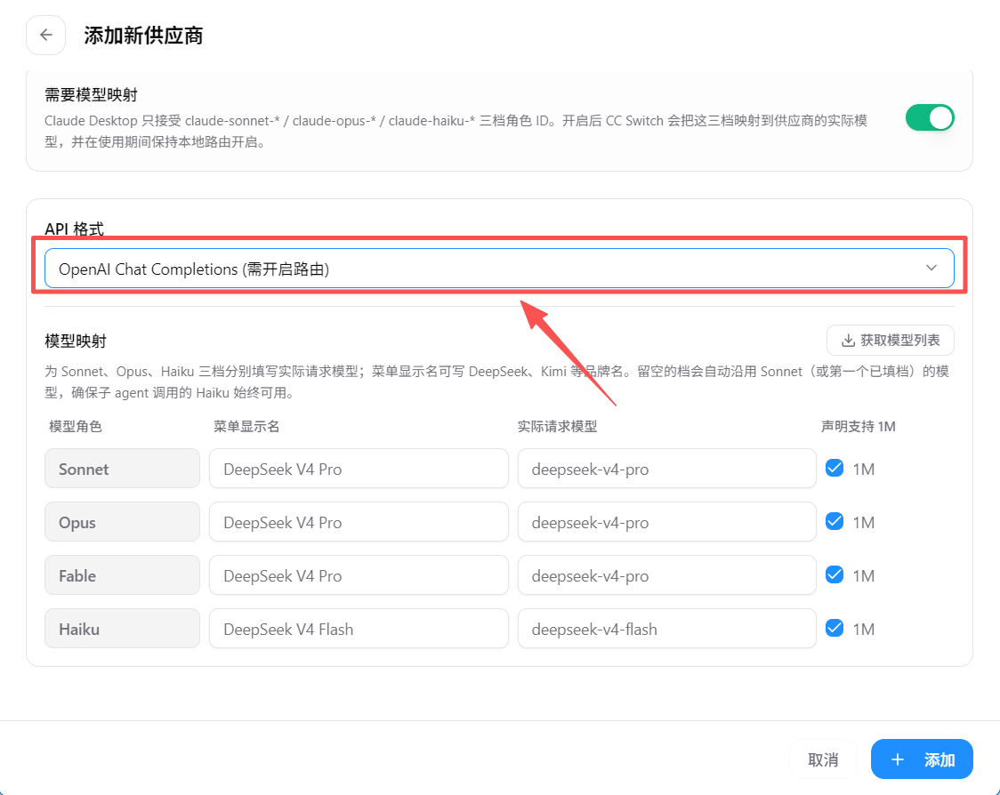 添加新供应商
需要模型映射
Claude Desktop 只接受 claude-sonnet-* / claude-opus-* / claude-haiku-* 三档角色 ID。开启后 CC Switch 会把这三档映射到供应商的实际模
型，并在使用期间保持本地路由开启。
API 格式
OpenAI Chat Completions (需开启路由)
模型映射
获取模型列表
为 Sonnet、Opus、Haiku 三档分别填写实际请求模型；菜单显示名可写 DeepSeek、Kimi 等品牌名。留空的档会自动沿用 Sonnet（或第一个已填档）的模
型，确保子 agent 调用的 Haiku 始终可用。
模型角色 菜单显示名 实际请求模型 声明支持 1M
Sonnet DeepSeek V4 Pro deepseek-v4-pro 1M
Opus DeepSeek V4 Pro deepseek-v4-pro 1M
Fable DeepSeek V4 Pro deepseek-v4-pro 1M
Haiku DeepSeek V4 Flash deepseek-v4-flash 1M
取消 + 添加